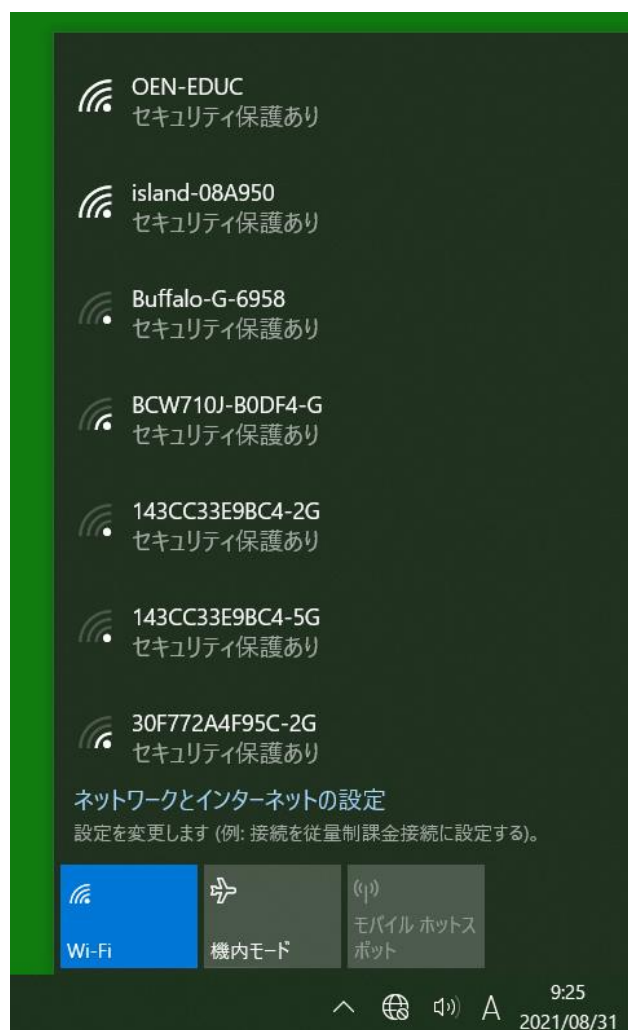 OEN-EDUC
セキュリティ保護あり
island-08A950
セキュリティ保護あり
Buffalo-G-6958
セキュリティ保護あり
BCW710J-B0DF4-G
セキュリティ保護あり
143CC33E9BC4-2G
セキュリティ保護あり
143CC33E9BC4-5G
セキュリティ保護あり
30F772A4F95C-2G
セキュリティ保護あり
ネットワークとインターネットの設定
設定を変更します (例: 接続を従量制課金接続に設定する)。
Wi-Fi
機内モード
モバイル ホットス
ポット
A
9:25
2021/08/31